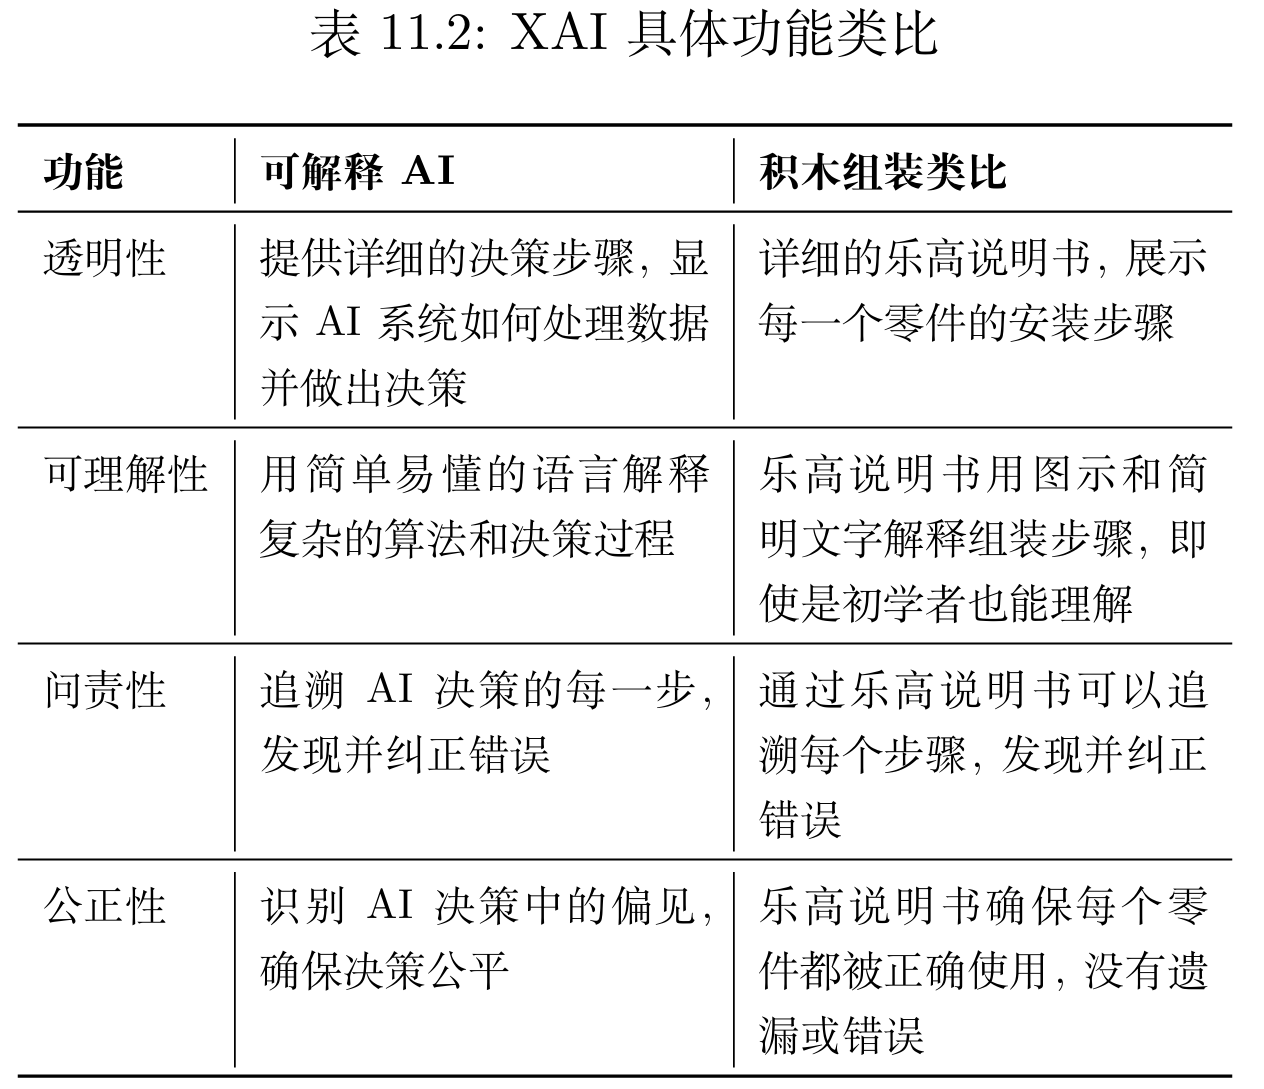 表 11.2: XAI 具体功能类比
功能
可解释 AI
积木组装类比
透明性
提供详细的决策步骤, 显
示 AI 系统如何处理数据
并做出决策
详细的乐高说明书, 展示
每一个零件的安装步骤
可理解性
用简单易懂的语言解释
复杂的算法和决策过程
乐高说明书用图示和简
明文字解释组装步骤, 即
使是初学者也能理解
问责性
追溯 AI 决策的每一步,
发现并纠正错误
通过乐高说明书可以追
溯每个步骤, 发现并纠正
错误
公正性
识别 AI 决策中的偏见,
确保决策公平
乐高说明书确保每个零
件都被正确使用, 没有遗
漏或错误